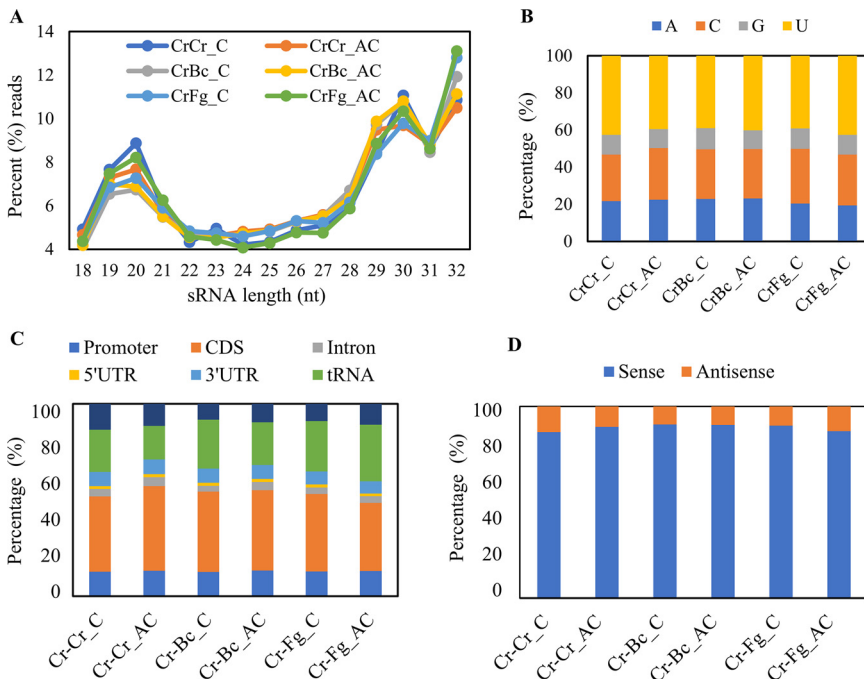 A
14
12
10
8
6
4
Percent (%) reads
CrCr_C
CrCr_AC
CrBc_C
CrBc_AC
CrFg_C
CrFg_AC
18 19 20 21 22 23 24 25 26 27 28 29 30 31 32
sRNA length (nt)
B
A C G U
100
80
60
40
20
0
Percentage (%)
CrCr_C
CrCr_AC
CrBc_C
CrBc_AC
CrFg_C
CrFg_AC
C
Promoter CDS Intron
5'UTR 3'UTR tRNA
100
80
60
40
20
0
Percentage (%)
Cr-Cr_C
Cr-Cr_AC
Cr-Bc_C
Cr-Bc_AC
Cr-Fg_C
Cr-Fg_AC
D
Sense Antisense
100
80
60
40
20
0
Percentage (%)
Cr-Cr_C
Cr-Cr_AC
Cr-Bc_C
Cr-Bc_AC
Cr-Fg_C
Cr-Fg_AC